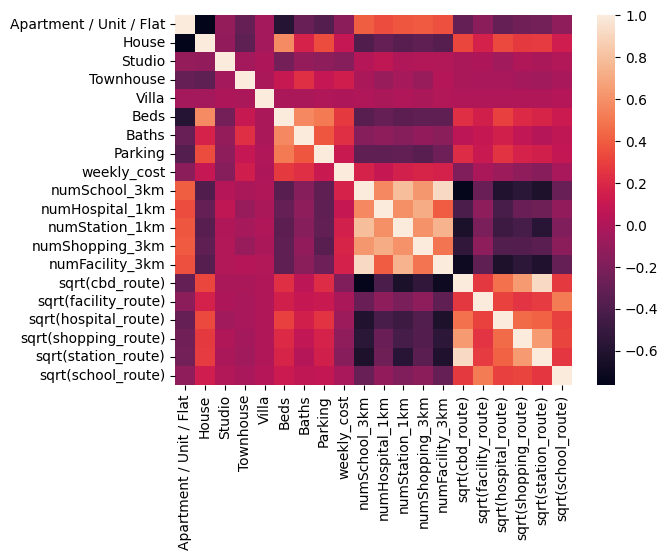 Apartment / Unit / Flat
House
Studio
Townhouse
Villa
Beds
Baths
Parking
weekly_cost
numSchool_3km
numHospital_1km
numStation_1km
numShopping_3km
numFacility_3km
sqrt(cbd_route)
sqrt(facility_route)
sqrt(hospital_route)
sqrt(shopping_route)
sqrt(station_route)
sqrt(school_route)
Apartment / Unit / Flat
House
Studio
Townhouse
Villa
Beds
Baths
Parking
weekly_cost
numSchool_3km
numHospital_1km
numStation_1km
numShopping_3km
numFacility_3km
sqrt(cbd_route)
sqrt(facility_route)
sqrt(hospital_route)
sqrt(shopping_route)
sqrt(station_route)
sqrt(school_route)
1.0
0.8
0.6
0.4
0.2
0.0
−0.2
−0.4
−0.6